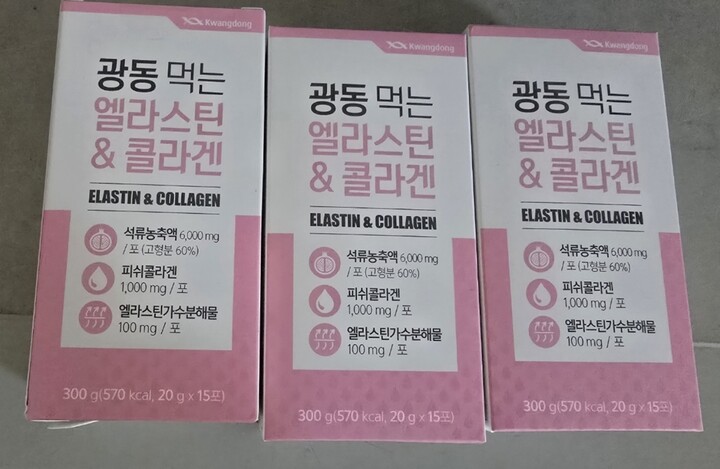 Kwangdong
광동 먹는
엘라스틴
& 콜라겐
ELASTIN & COLLAGEN
석류농축액 6,000 mg
/ 포 (고형분 60%)
피쉬콜라겐
1,000 mg / 포
엘라스틴가수분해물
100 mg / 포
300 g(570 kcal, 20 g x 15포)
Kwangdong
광동 먹는
엘라스틴
& 콜라겐
ELASTIN & COLLAGEN
석류농축액 6,000 mg
/ 포 (고형분 60%)
피쉬콜라겐
1,000 mg / 포
엘라스틴가수분해물
100 mg / 포
300 g(570 kcal, 20 g x 15포)
Kwangdong
광동 먹는
엘라스틴
& 콜라겐
ELASTIN & COLLAGEN
석류농축액 6,000 mg
/ 포 (고형분 60%)
피쉬콜라겐
1,000 mg / 포
엘라스틴가수분해물
100 mg / 포
300 g(570 kcal, 20 g x 15포)